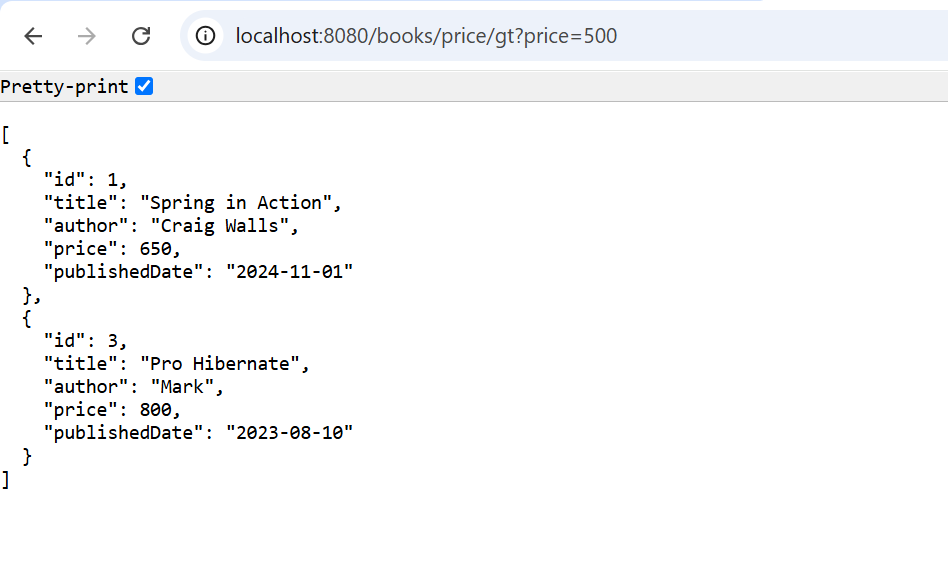 localhost:8080/books/price/gt?price=500
Pretty-print
[
  {
    "id": 1,
    "title": "Spring in Action",
    "author": "Craig Walls",
    "price": 650,
    "publishedDate": "2024-11-01"
  },
  {
    "id": 3,
    "title": "Pro Hibernate",
    "author": "Mark",
    "price": 800,
    "publishedDate": "2023-08-10"
  }
]